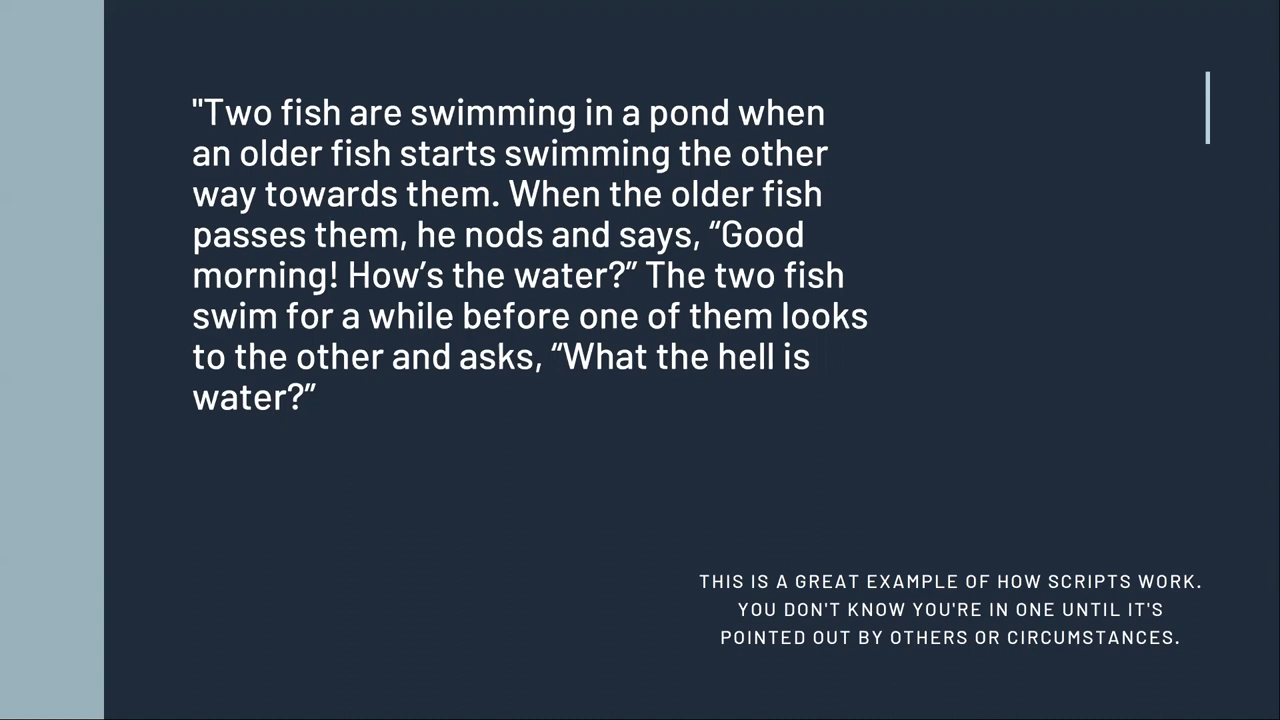 "Two fish are swimming in a pond when
an older fish starts swimming the other
way towards them. When the older fish
passes them, he nods and says, “Good
morning! How’s the water?” The two fish
swim for a while before one of them looks
to the other and asks, “What the hell is
water?”
THIS IS A GREAT EXAMPLE OF HOW SCRIPTS WORK.
YOU DON'T KNOW YOU'RE IN ONE UNTIL IT'S
POINTED OUT BY OTHERS OR CIRCUMSTANCES.